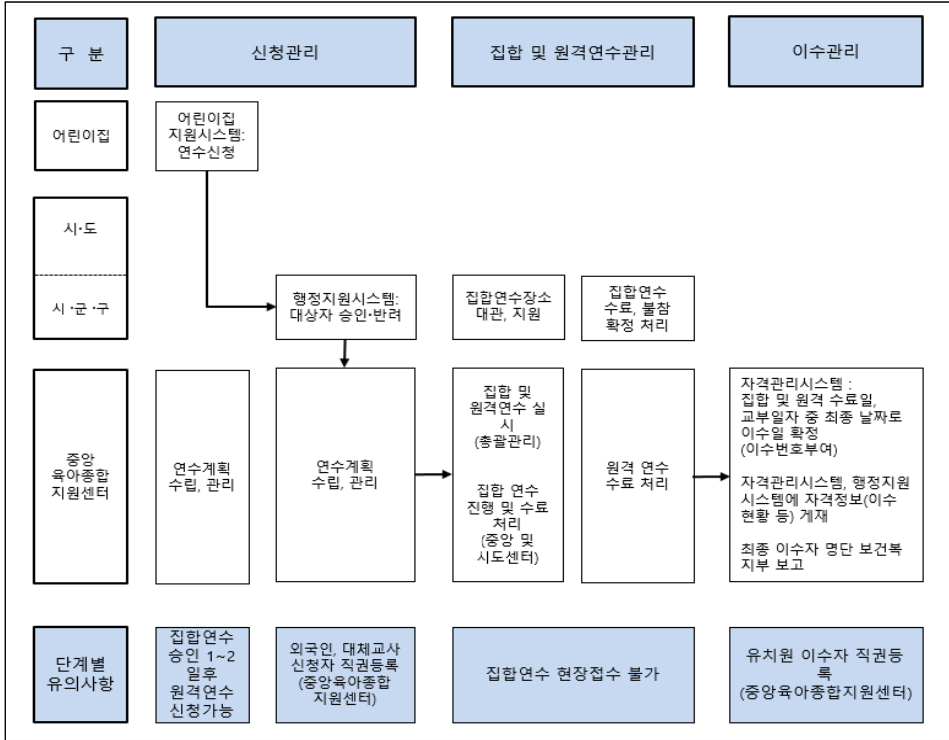 구 분
신청관리
집합 및 원격연수관리
이수관리
어린이집
어린이집
지원시스템:
연수신청
시·도
시·군·구
행정지원시스템:
대상자 승인·반려
집합연수장소
대관, 지원
집합연수
수료, 불참
확정 처리
중앙
육아종합
지원센터
연수계획
수립, 관리
연수계획
수립, 관리
집합 및
원격연수 실
시
(총괄관리)
집합 연수
진행 및 수료
처리
(중앙 및
시도센터)
원격 연수
수료 처리
자격관리시스템 :
집합 및 원격 수료일,
교부일자 중 최종 날짜로
이수일 확정
(이수번호부여)
자격관리시스템, 행정지원
시스템에 자격정보(이수
현황 등) 게재
최종 이수자 명단 보건복
지부 보고
단계별
유의사항
집합연수
승인 1~2
일후
원격연수
신청가능
외국인, 대체교사
신청자 직권등록
(중앙육아종합
지원센터)
집합연수 현장접수 불가
유치원 이수자 직권등
록
(중앙육아종합지원센터)